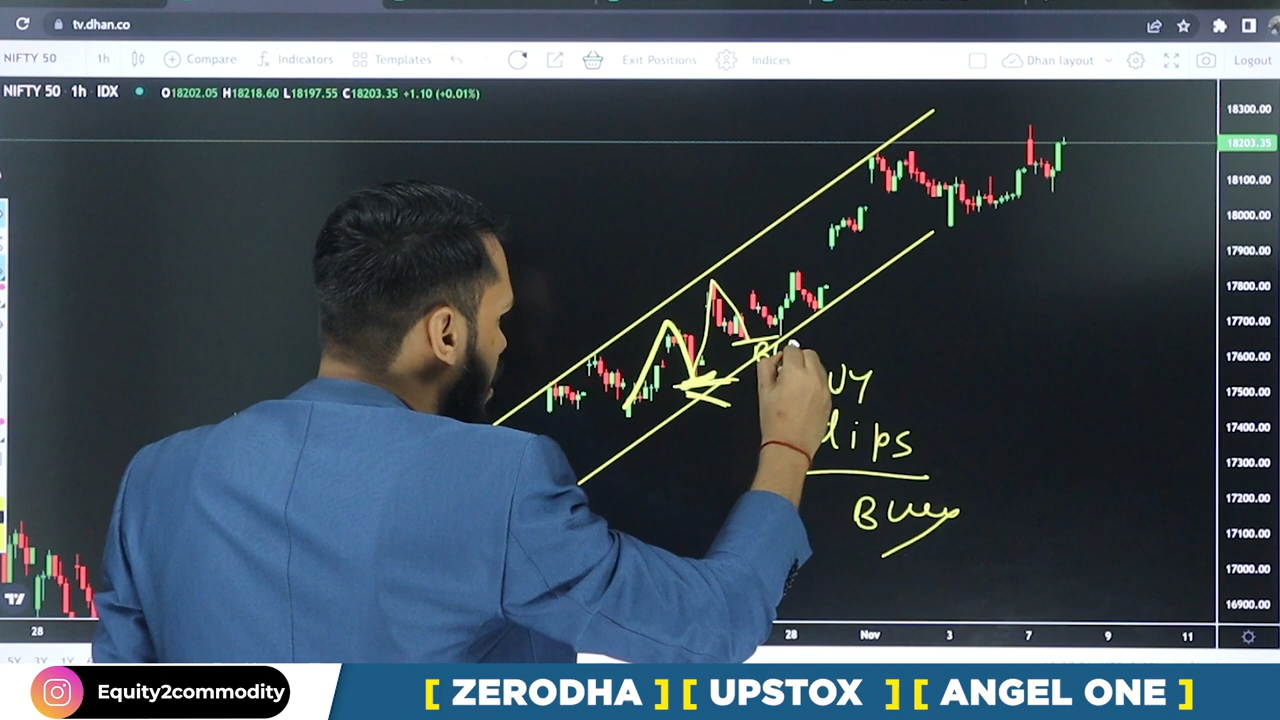 tv.dhan.co
NIFTY 50 1h Compare Indicators Templates Exit Positions Indices Dhan layout Logout
NIFTY 50 1h IDX O18202.05 H18218.60 L18197.55 C18203.35 +1.10 (+0.01%)
18300.00
18203.35
18100.00
18000.00
17900.00
17800.00
17700.00
17600.00
17500.00
17400.00
17300.00
17200.00
17100.00
17000.00
16900.00
dips
28 28 Nov 3 7 9 11
5Y 3Y 1Y
Equity2commodity
[ ZERODHA ] [ UPSTOX ] [ ANGEL ONE ]